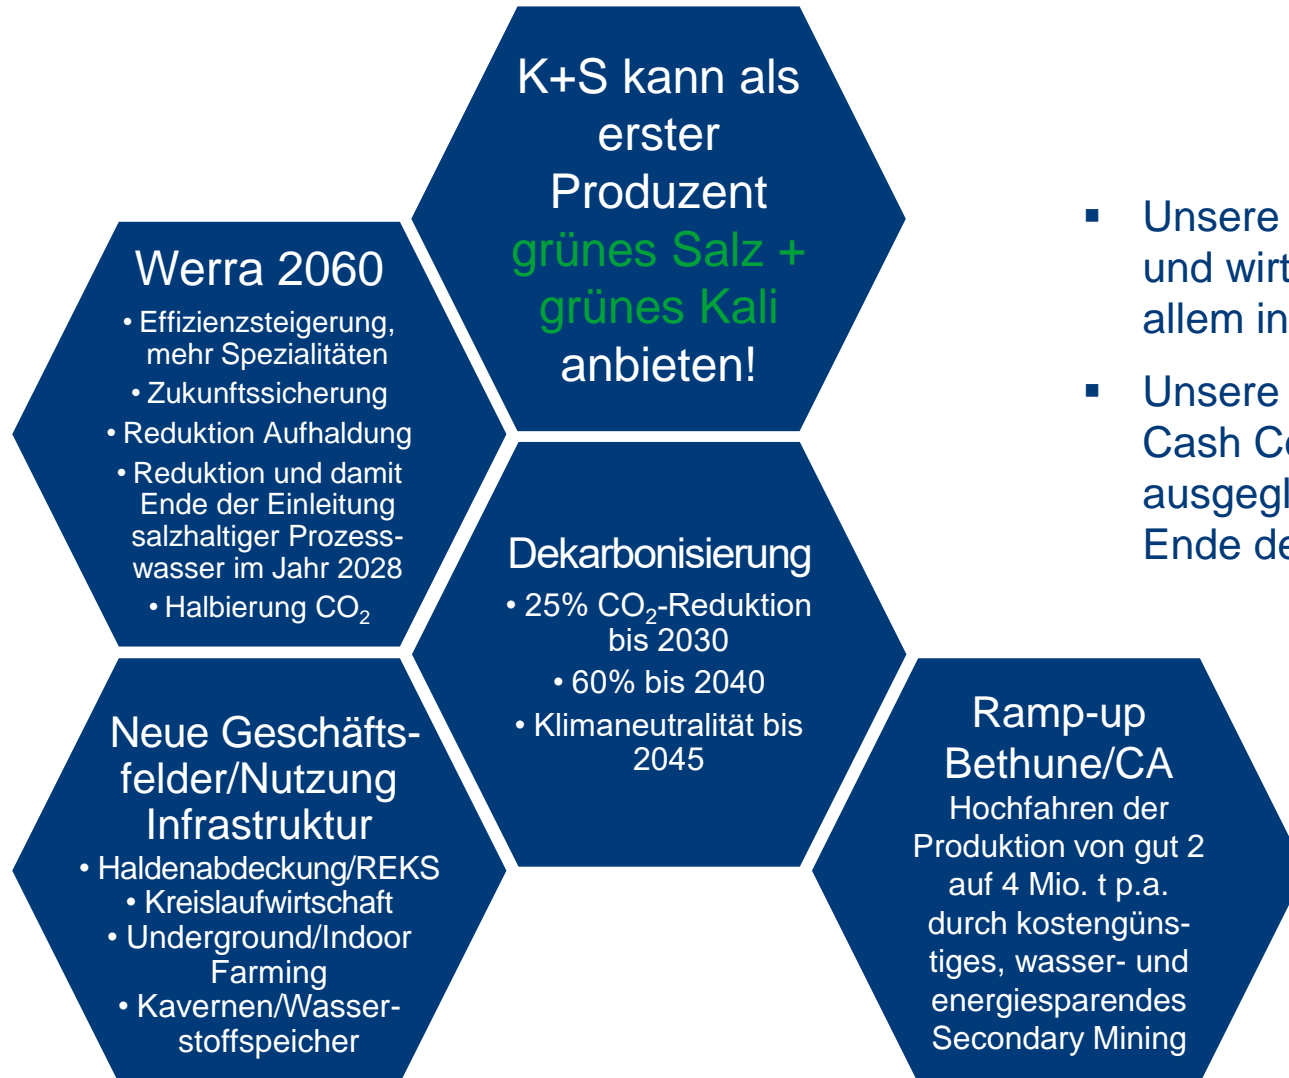 K+S kann als
erster
Produzent
grünes Salz +
grünes Kali
anbieten!
Werra 2060
• Effizienzsteigerung,
mehr Spezialitäten
• Zukunftssicherung
• Reduktion Aufhaldung
• Reduktion und damit
Ende der Einleitung
salzhaltiger Prozess-
wasser im Jahr 2028
• Halbierung CO₂
Dekarbonisierung
• 25% CO₂-Reduktion
bis 2030
• 60% bis 2040
• Klimaneutralität bis
2045
Neue Geschäfts-
felder/Nutzung
Infrastruktur
• Haldenabdeckung/REKS
• Kreislaufwirtschaft
• Underground/Indoor
Farming
• Kavernen/Wasser-
stoffspeicher
Ramp-up
Bethune/CA
Hochfahren der
Produktion von gut 2
auf 4 Mio. t p.a.
durch kostengüns-
tiges, wasser- und
energiesparendes
Secondary Mining
▪ Unsere
und
allem in
▪ Unsere
Cash
Ende